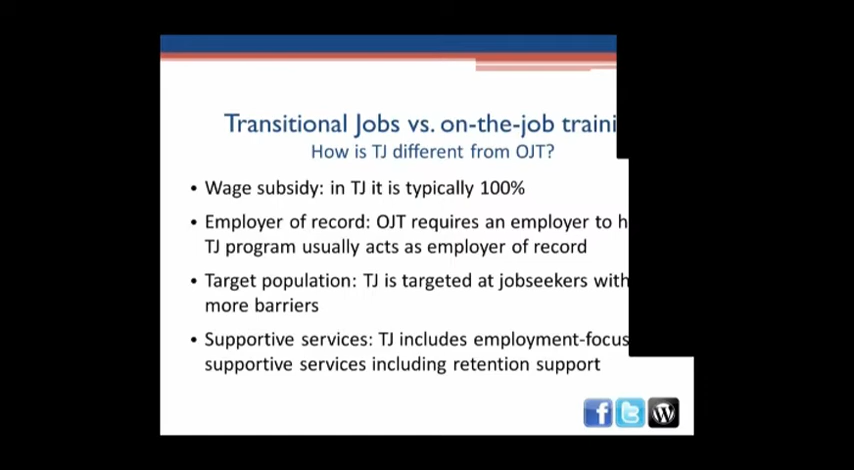 Transitional Jobs vs. on-the-job traini
How is TJ different from OJT?
• Wage subsidy: in TJ it is typically 100%
• Employer of record: OJT requires an employer to h
TJ program usually acts as employer of record
• Target population: TJ is targeted at jobseekers with
more barriers
• Supportive services: TJ includes employment-focus
supportive services including retention support